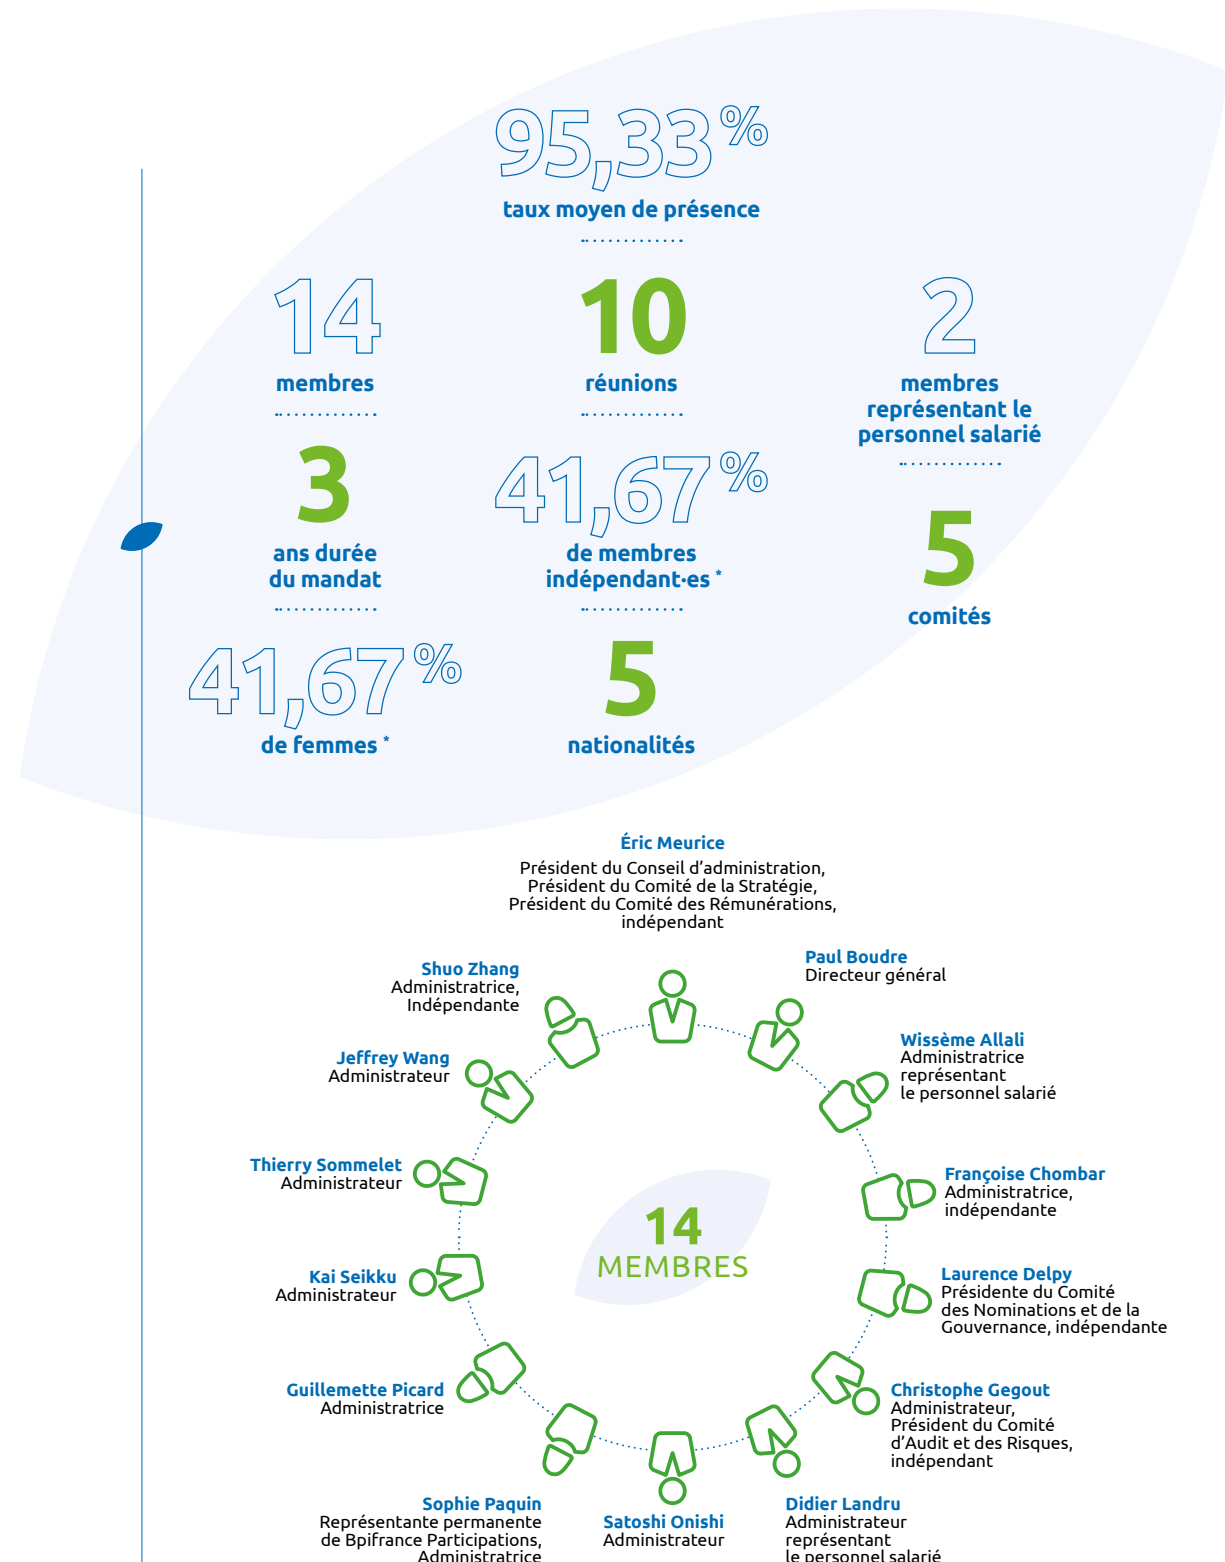 95,33 %
taux moyen de présence
14
membres
10
réunions
2
membres
représentant le
personnel salarié
3
ans durée
du mandat
41,67 %
de membres
indépendant·es *
5
comités
41,67 %
de femmes *
5
nationalités
Éric Meurice
Président du Conseil d’administration,
Président du Comité de la Stratégie,
Président du Comité des Rémunérations,
indépendant
Paul Boudre
Directeur général
Wissème Allali
Administratrice
représentant
le personnel salarié
Françoise Chombar
Administratrice,
indépendante
Laurence Delpy
Présidente du Comité
des Nominations et de la
Gouvernance, indépendante
Christophe Gegout
Administrateur,
Président du Comité
d’Audit et des Risques,
indépendant
Didier Landru
Administrateur
représentant
le personnel salarié
Satoshi Onishi
Administrateur
Sophie Paquin
Représentante permanente
de Bpifrance Participations,
Administratrice
Guillemette Picard
Administratrice
Kai Seikku
Administrateur
Thierry Sommelet
Administrateur
Jeffrey Wang
Administrateur
Shuo Zhang
Administratrice,
Indépendante
14
MEMBRES